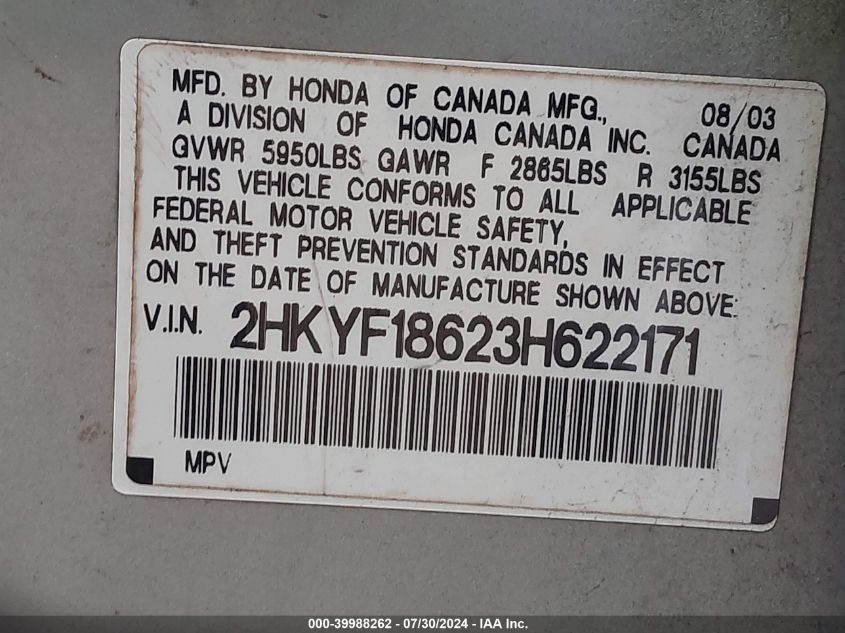 MFD. BY HONDA OF CANADA MFG., 08/03
A DIVISION OF HONDA CANADA INC. CANADA
GVWR 5950LBS GAWR F 2865LBS R 3155LBS
THIS VEHICLE CONFORMS TO ALL APPLICABLE
FEDERAL MOTOR VEHICLE SAFETY,
AND THEFT PREVENTION STANDARDS IN EFFECT
ON THE DATE OF MANUFACTURE SHOWN ABOVE.
V.I.N. 2HKYF18623H622171
MPV
000-39988262 - 07/30/2024 - IAA Inc.